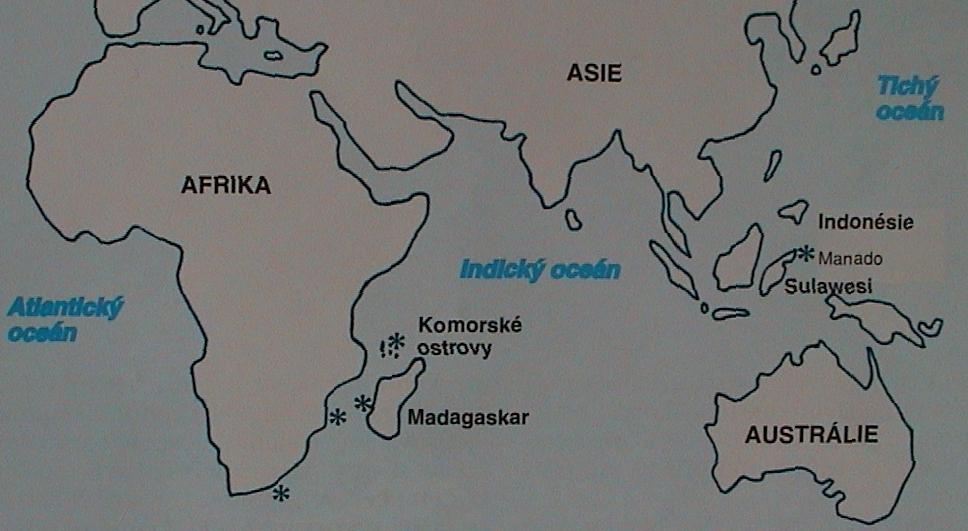 ASIE
Tichý
oceán
AFRIKA
Indonésie
* Manado
Sulawesi
Indický oceán
Atlantický
oceán
Komorské
* ostrovy
*
*
Madagaskar
AUSTRÁLIE
*